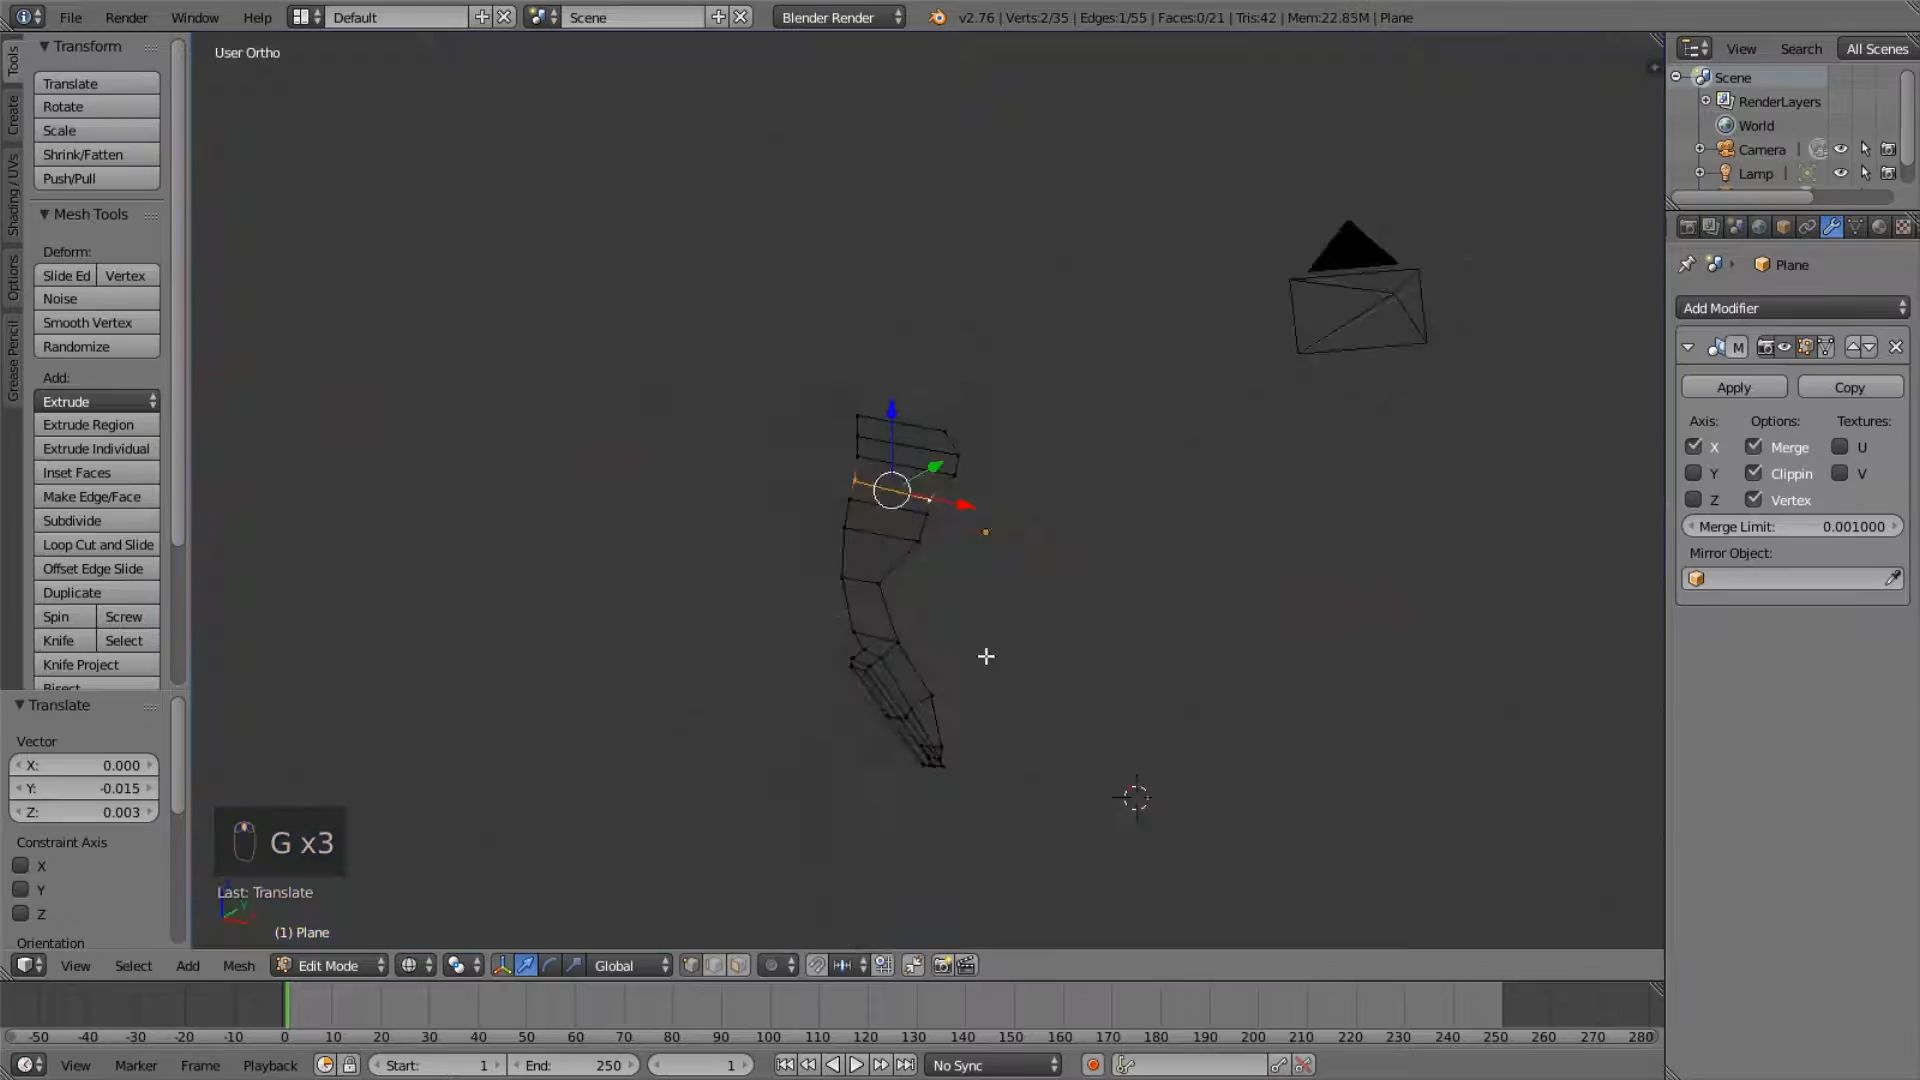 File Render Window Help Default Scene Blender Render v2.76 | Verts:2/35 | Edges:1/55 | Faces:0/21 | Tris:42 | Mem:22.85M | Plane
User Ortho
Tools
Create
Shading / UVs
Options
Grease Pencil
Transform
Translate
Rotate
Scale
Shrink/Fatten
Push/Pull
Mesh Tools
Deform:
Slide Ed Vertex
Noise
Smooth Vertex
Randomize
Add:
Extrude
Extrude Region
Extrude Individual
Inset Faces
Make Edge/Face
Subdivide
Loop Cut and Slide
Offset Edge Slide
Duplicate
Spin Screw
Knife Select
Knife Project
Bisect
Translate
Vector
X: 0.000
Y: -0.015
Z: 0.003
Constraint Axis
X
Y
Z
Orientation
G x3
Last: Translate
(1) Plane
View Search All Scenes
Scene
RenderLayers
World
Camera |
Lamp |
Plane
Add Modifier
M
Apply Copy
Axis: Options: Textures:
X Merge U
Y Clippin V
Z Vertex
Merge Limit: 0.001000
Mirror Object:
View Select Add Mesh Edit Mode Global
-50 -40 -30 -20 -10 0 10 20 30 40 50 60 70 80 90 100 110 120 130 140 150 160 170 180 190 200 210 220 230 240 250 260 270 280
View Marker Frame Playback Start: 1 End: 250 1 No Sync